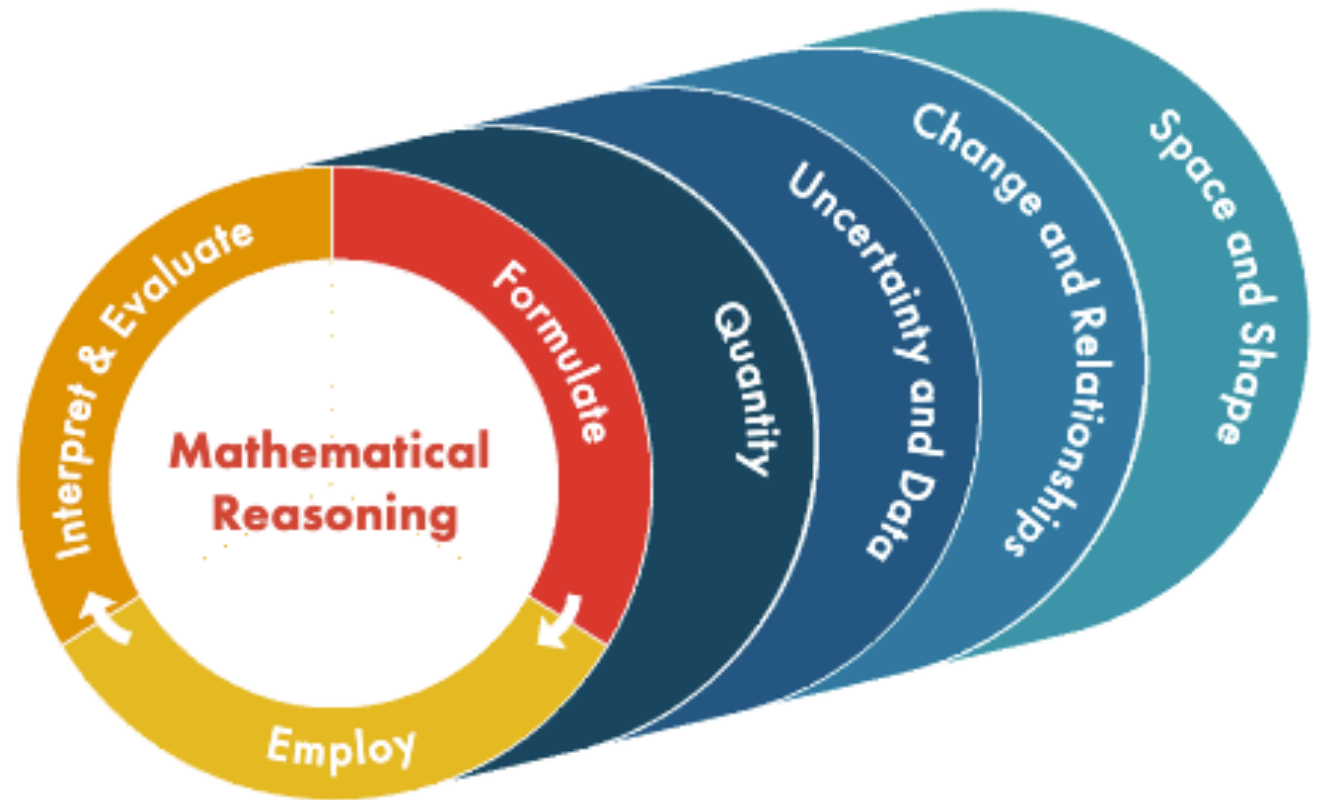 Mathematical
Reasoning
Formulate
Employ
Interpret & Evaluate
Quantity
Uncertainty and Data
Change and Relationships
Space and Shape